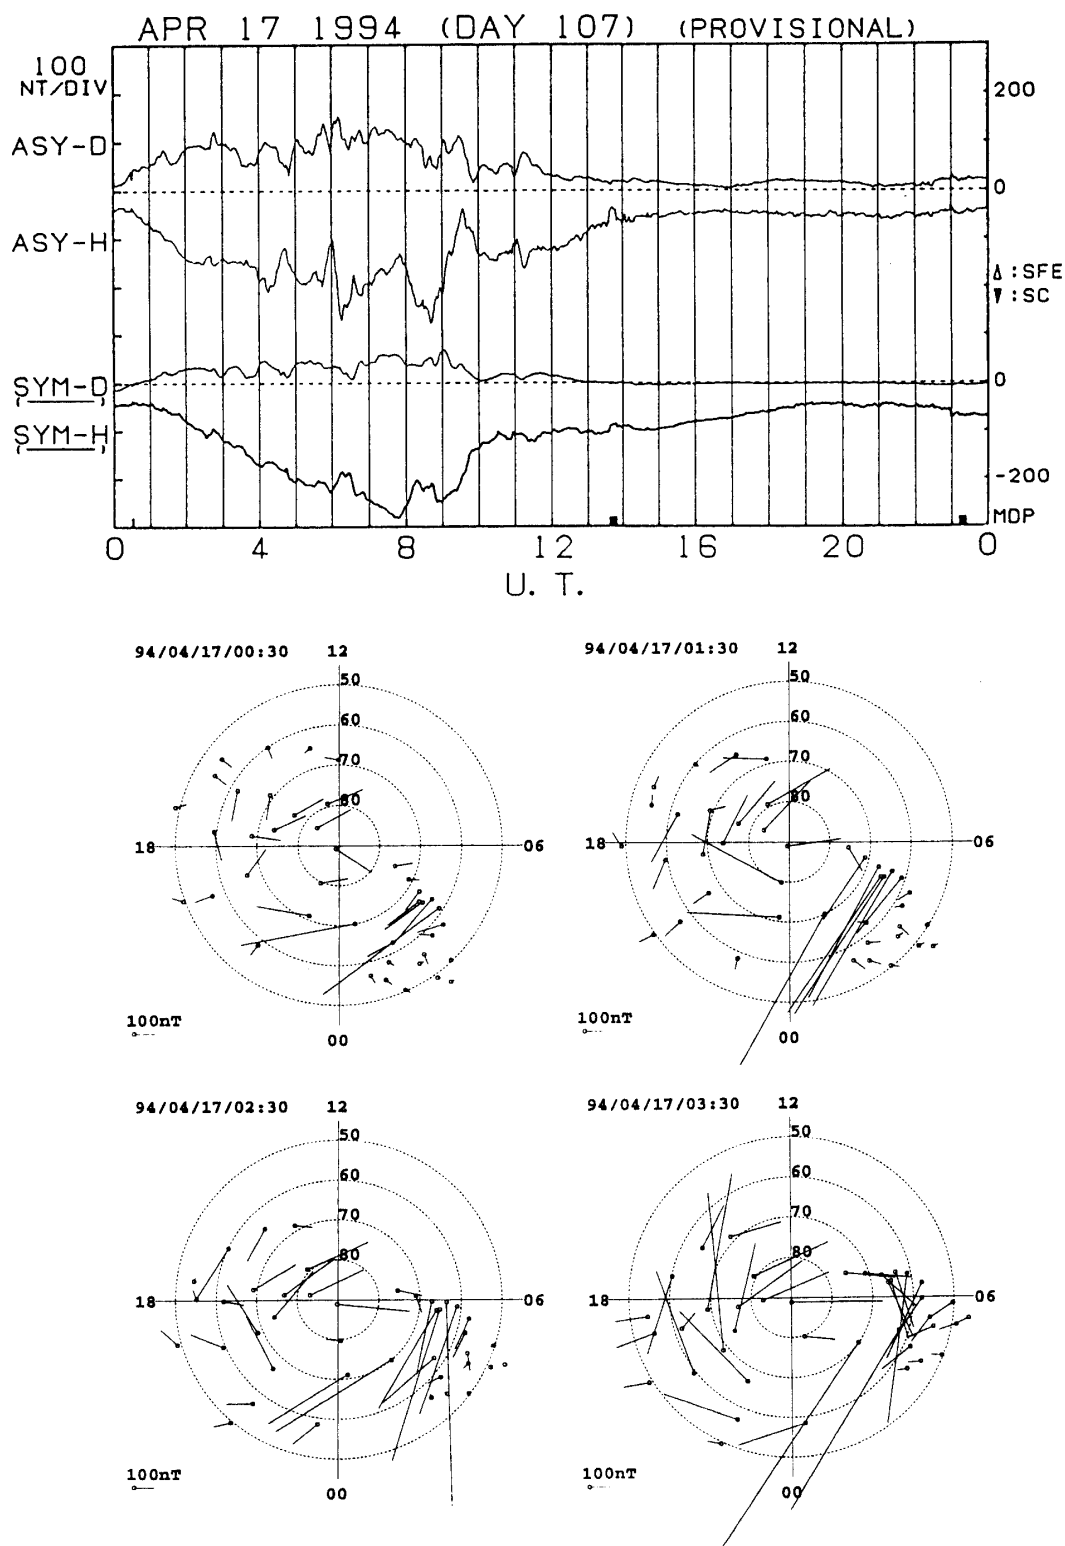 APR 17 1994 (DAY 107) (PROVISIONAL)
100
NT/DIV
200
ASY-D
0
ASY-H
Δ:SFE
▼:SC
SYM-D
0
SYM-H
-200
MDP
0 4 8 12 16 20 0
U. T.
94/04/17/00:30 12
50
60
70
80
18 06
100nT
00
94/04/17/01:30 12
50
60
70
80
18 06
100nT
00
94/04/17/02:30 12
50
60
70
80
18 06
100nT
00
94/04/17/03:30 12
50
60
70
80
18 06
100nT
00